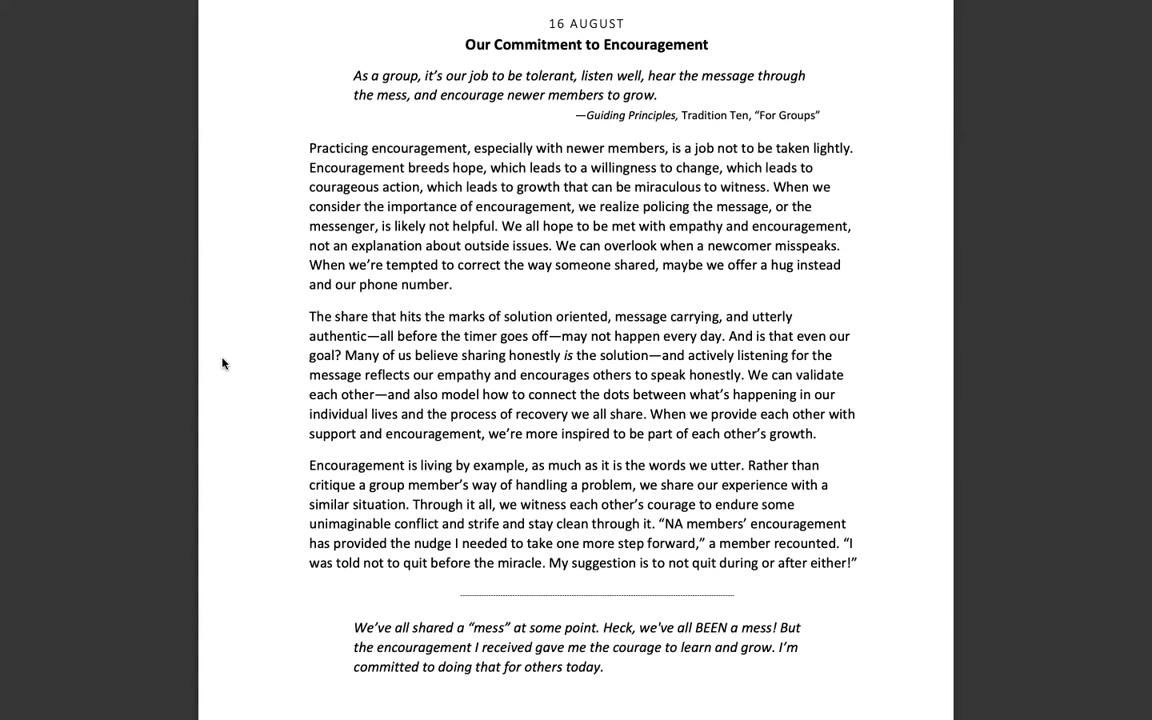 16 AUGUST
Our Commitment to Encouragement
As a group, it’s our job to be tolerant, listen well, hear the message through
the mess, and encourage newer members to grow.
—Guiding Principles, Tradition Ten, “For Groups”
Practicing encouragement, especially with newer members, is a job not to be taken lightly.
Encouragement breeds hope, which leads to a willingness to change, which leads to
courageous action, which leads to growth that can be miraculous to witness. When we
consider the importance of encouragement, we realize policing the message, or the
messenger, is likely not helpful. We all hope to be met with empathy and encouragement,
not an explanation about outside issues. We can overlook when a newcomer misspeaks.
When we’re tempted to correct the way someone shared, maybe we offer a hug instead
and our phone number.
The share that hits the marks of solution oriented, message carrying, and utterly
authentic—all before the timer goes off—may not happen every day. And is that even our
goal? Many of us believe sharing honestly is the solution—and actively listening for the
message reflects our empathy and encourages others to speak honestly. We can validate
each other—and also model how to connect the dots between what’s happening in our
individual lives and the process of recovery we all share. When we provide each other with
support and encouragement, we’re more inspired to be part of each other’s growth.
Encouragement is living by example, as much as it is the words we utter. Rather than
critique a group member’s way of handling a problem, we share our experience with a
similar situation. Through it all, we witness each other’s courage to endure some
unimaginable conflict and strife and stay clean through it. “NA members’ encouragement
has provided the nudge I needed to take one more step forward,” a member recounted. “I
was told not to quit before the miracle. My suggestion is to not quit during or after either!”
We’ve all shared a “mess” at some point. Heck, we've all BEEN a mess! But
the encouragement I received gave me the courage to learn and grow. I’m
committed to doing that for others today.